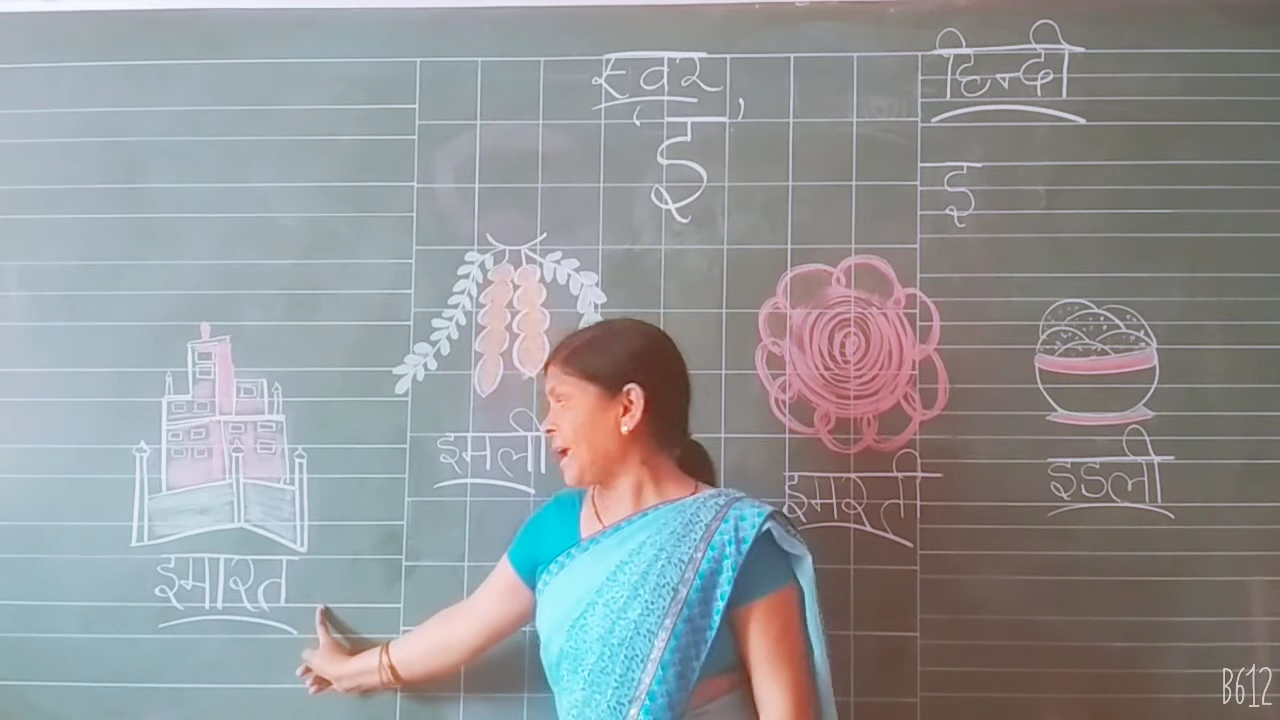 स्वर
हिन्दी
'इ'
इ
इमली
इमरती
इडली
इमारत
B612